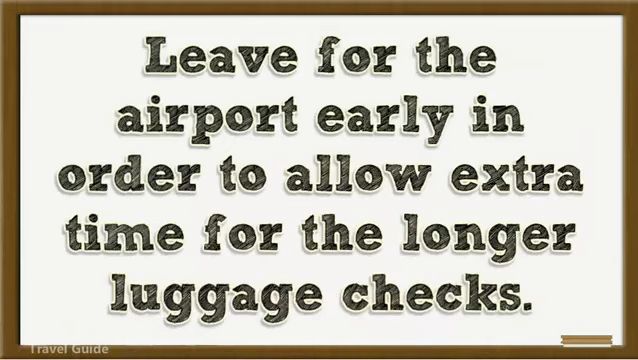 Leave for the
airport early in
order to allow extra
time for the longer
luggage checks.
Travel Guide